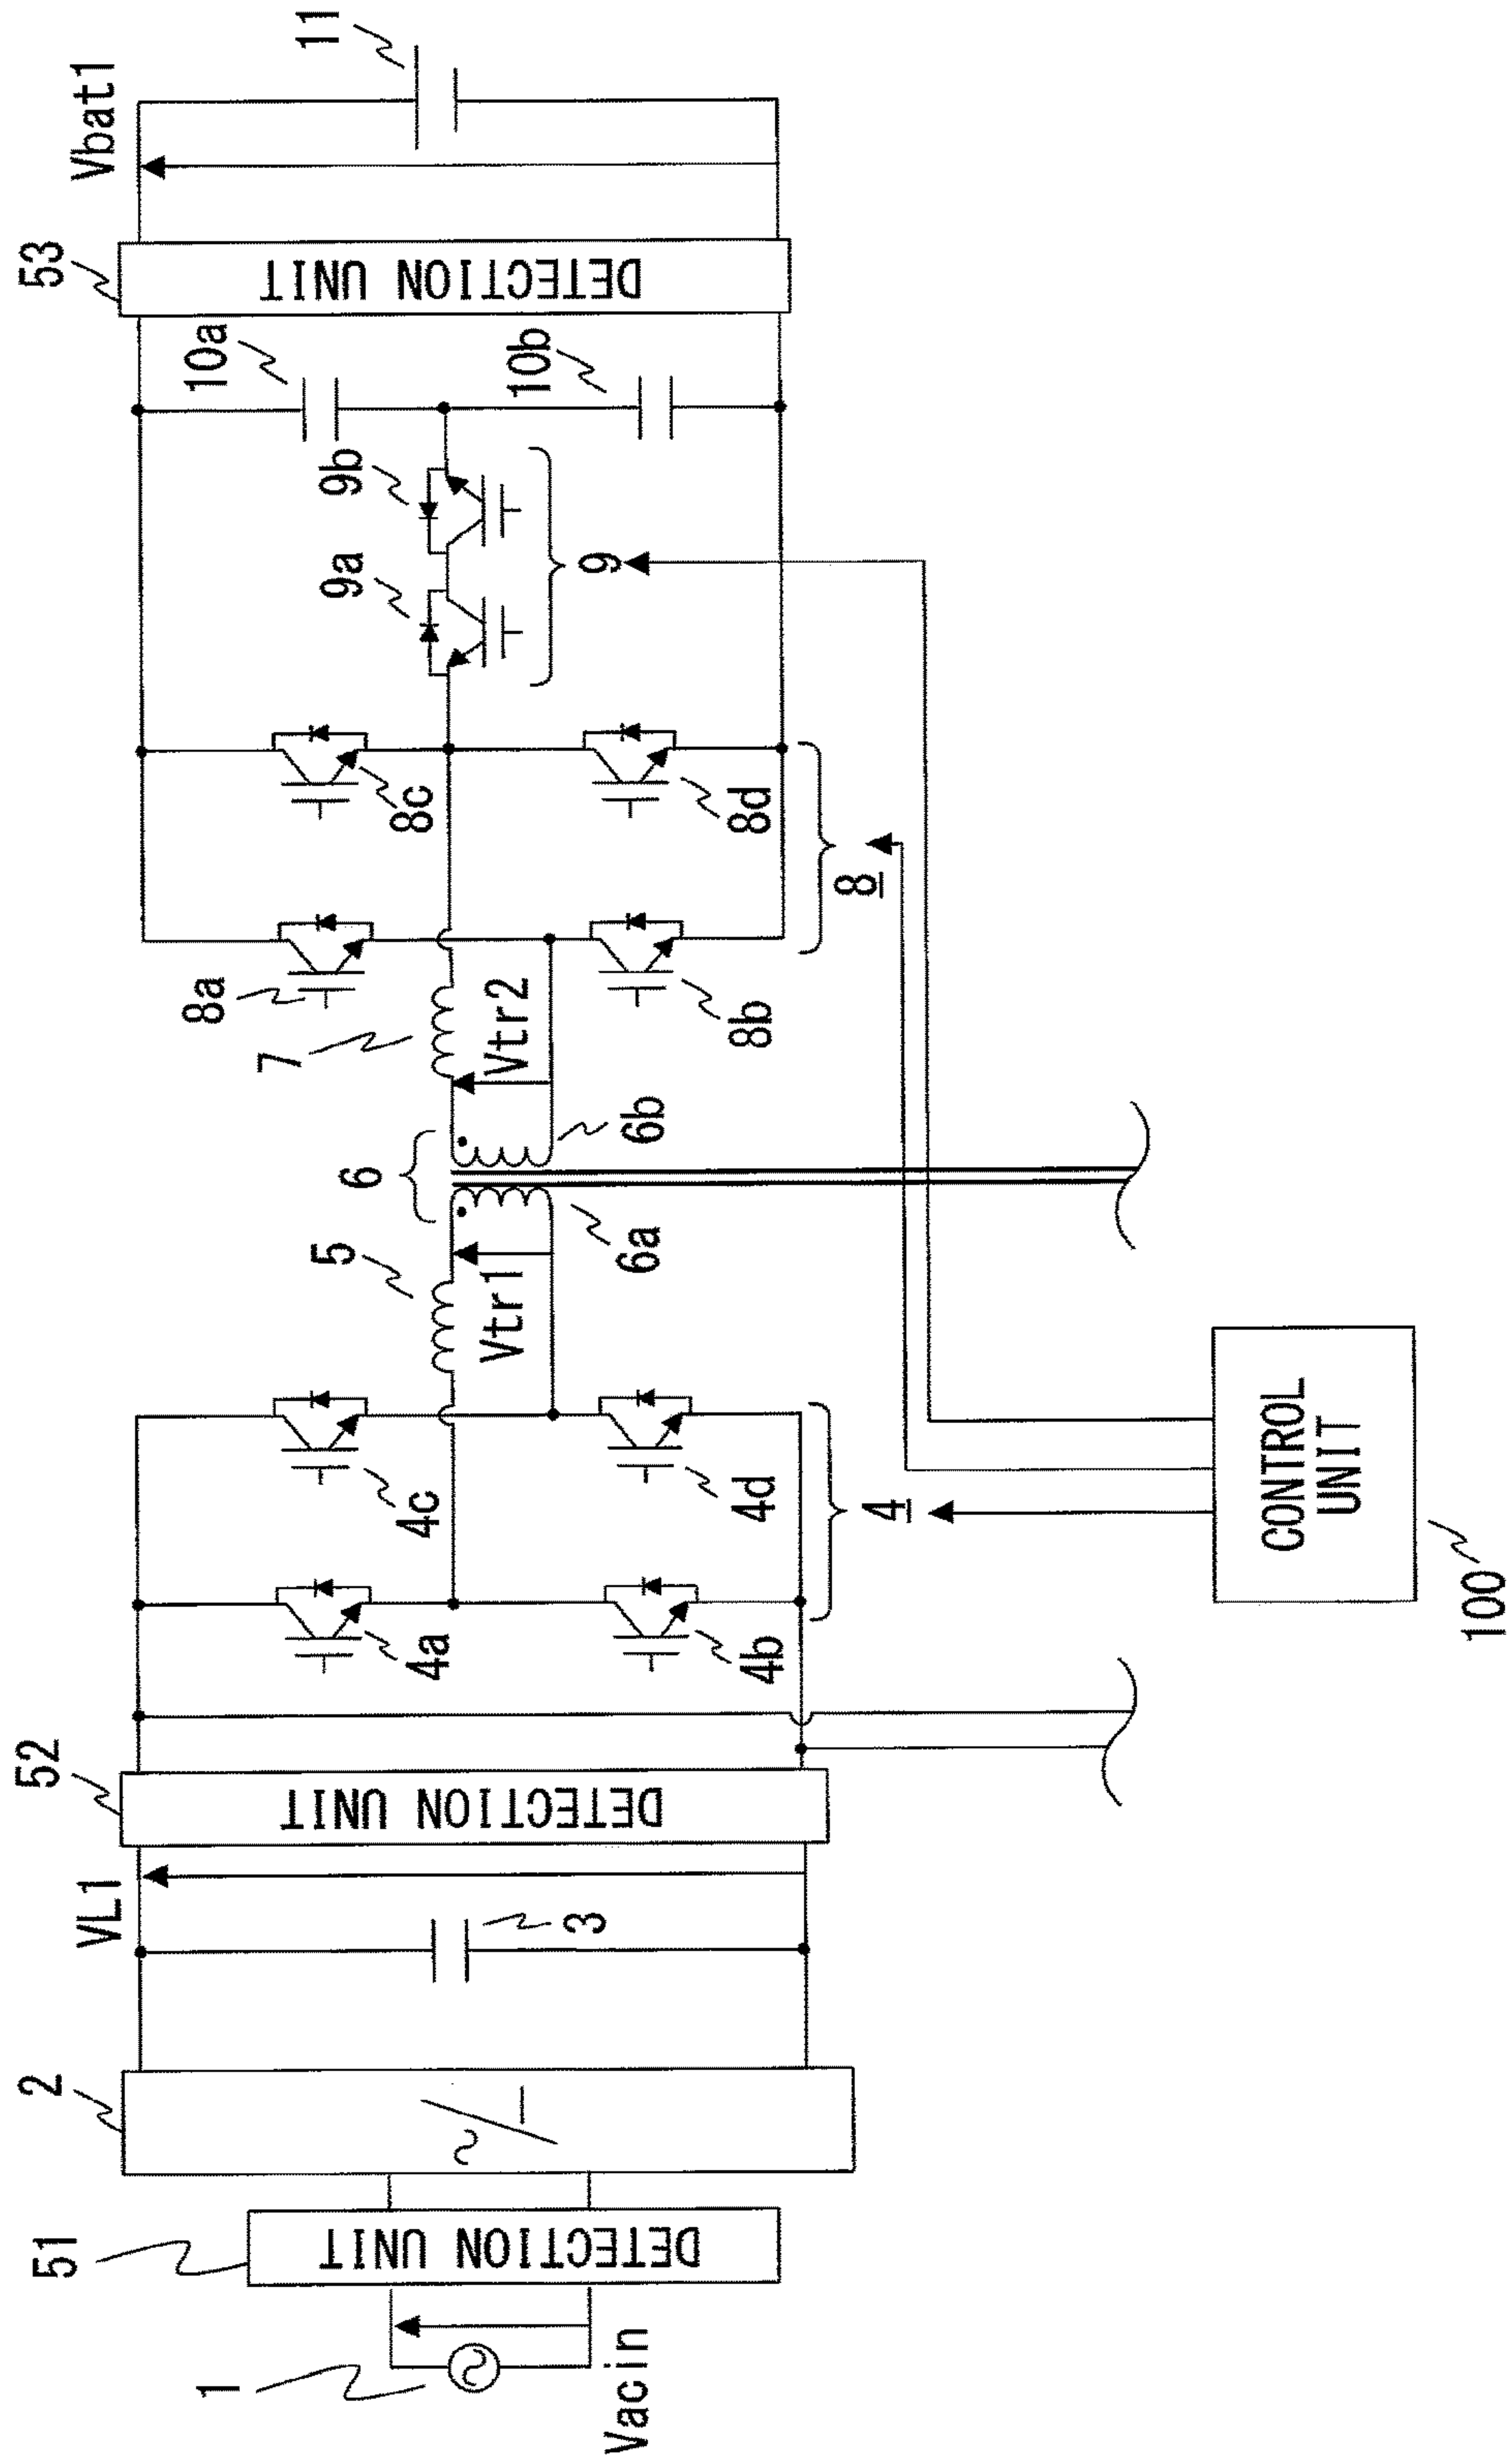 1
Vacin
51
DETECTION UNIT
2
VL1
3
52
DETECTION UNIT
4a
4b
4c
4d
4
5
Vtr1
6
6a
6b
Vtr2
7
8a
8b
8c
8d
8
9a
9b
9
10a
10b
53
DETECTION UNIT
Vbat1
11
CONTROL
UNIT
100